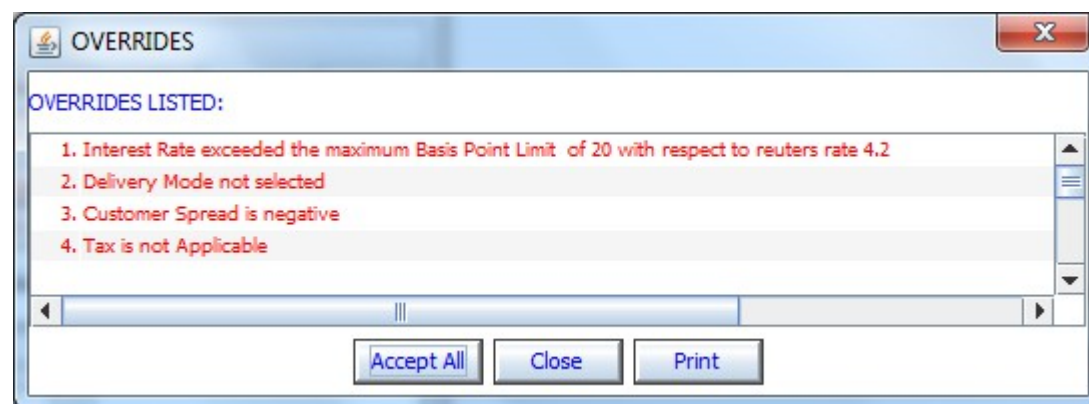 OVERRIDES
OVERRIDES LISTED:
1. Interest Rate exceeded the maximum Basis Point Limit of 20 with respect to reuters rate 4.2
2. Delivery Mode not selected
3. Customer Spread is negative
4. Tax is not Applicable
Accept All Close Print